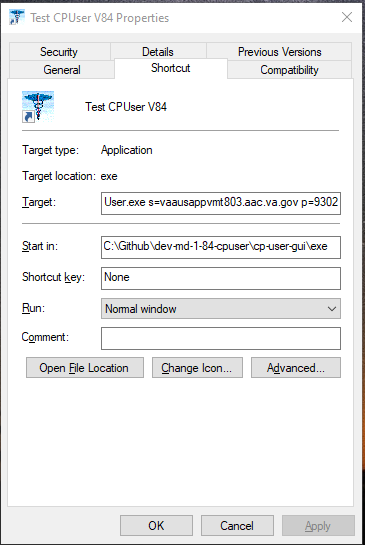 Test CPUser V84 Properties
Security Details Previous Versions
General Shortcut Compatibility
Test CPUser V84
Target type: Application
Target location: exe
Target: User.exe s=vaausappvmt803.aac.va.gov p=9302
Start in: C:\Github\dev-md-1-84-cpuser\cp-user-gui\exe
Shortcut key: None
Run: Normal window
Comment:
Open File Location Change Icon... Advanced...
OK Cancel Apply